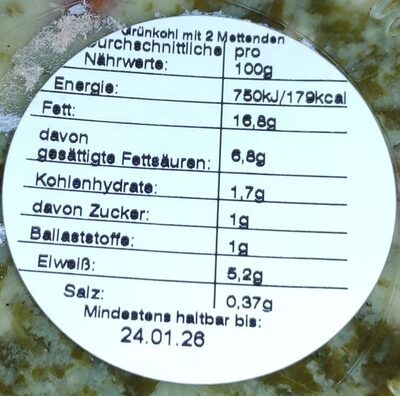 Grünkohl mit 2 Mettenden
Durchschnittliche pro
Nährwerte: 100g
Energie: 750kJ/179kcal
Fett: 16,8g
davon
gesättigte Fettsäuren: 6,8g
Kohlenhydrate: 1,7g
davon Zucker: 1g
Ballaststoffe: 1g
Eiweiß: 5,2g
Salz: 0,37g
Mindestens haltbar bis:
24.01.26